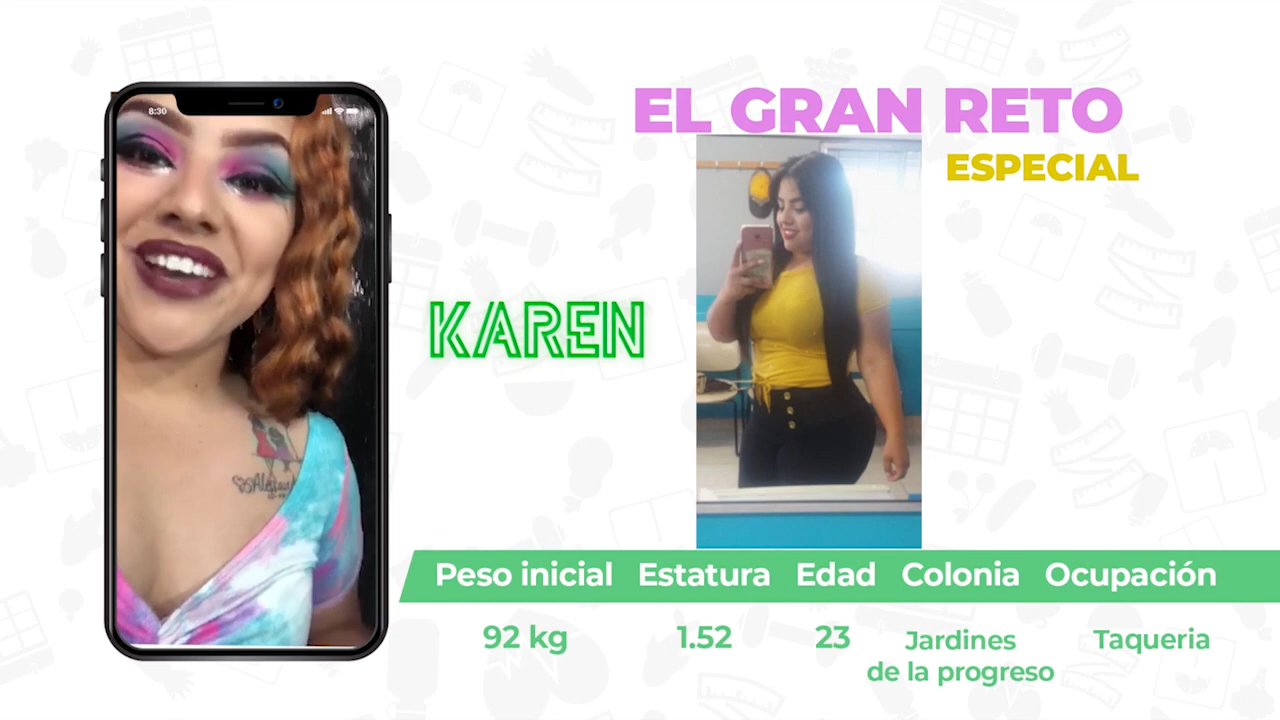 8:30
EL GRAN RETO
ESPECIAL
KAREN
Peso inicial Estatura Edad Colonia Ocupación
92 kg 1.52 23 Jardines de la progreso Taqueria